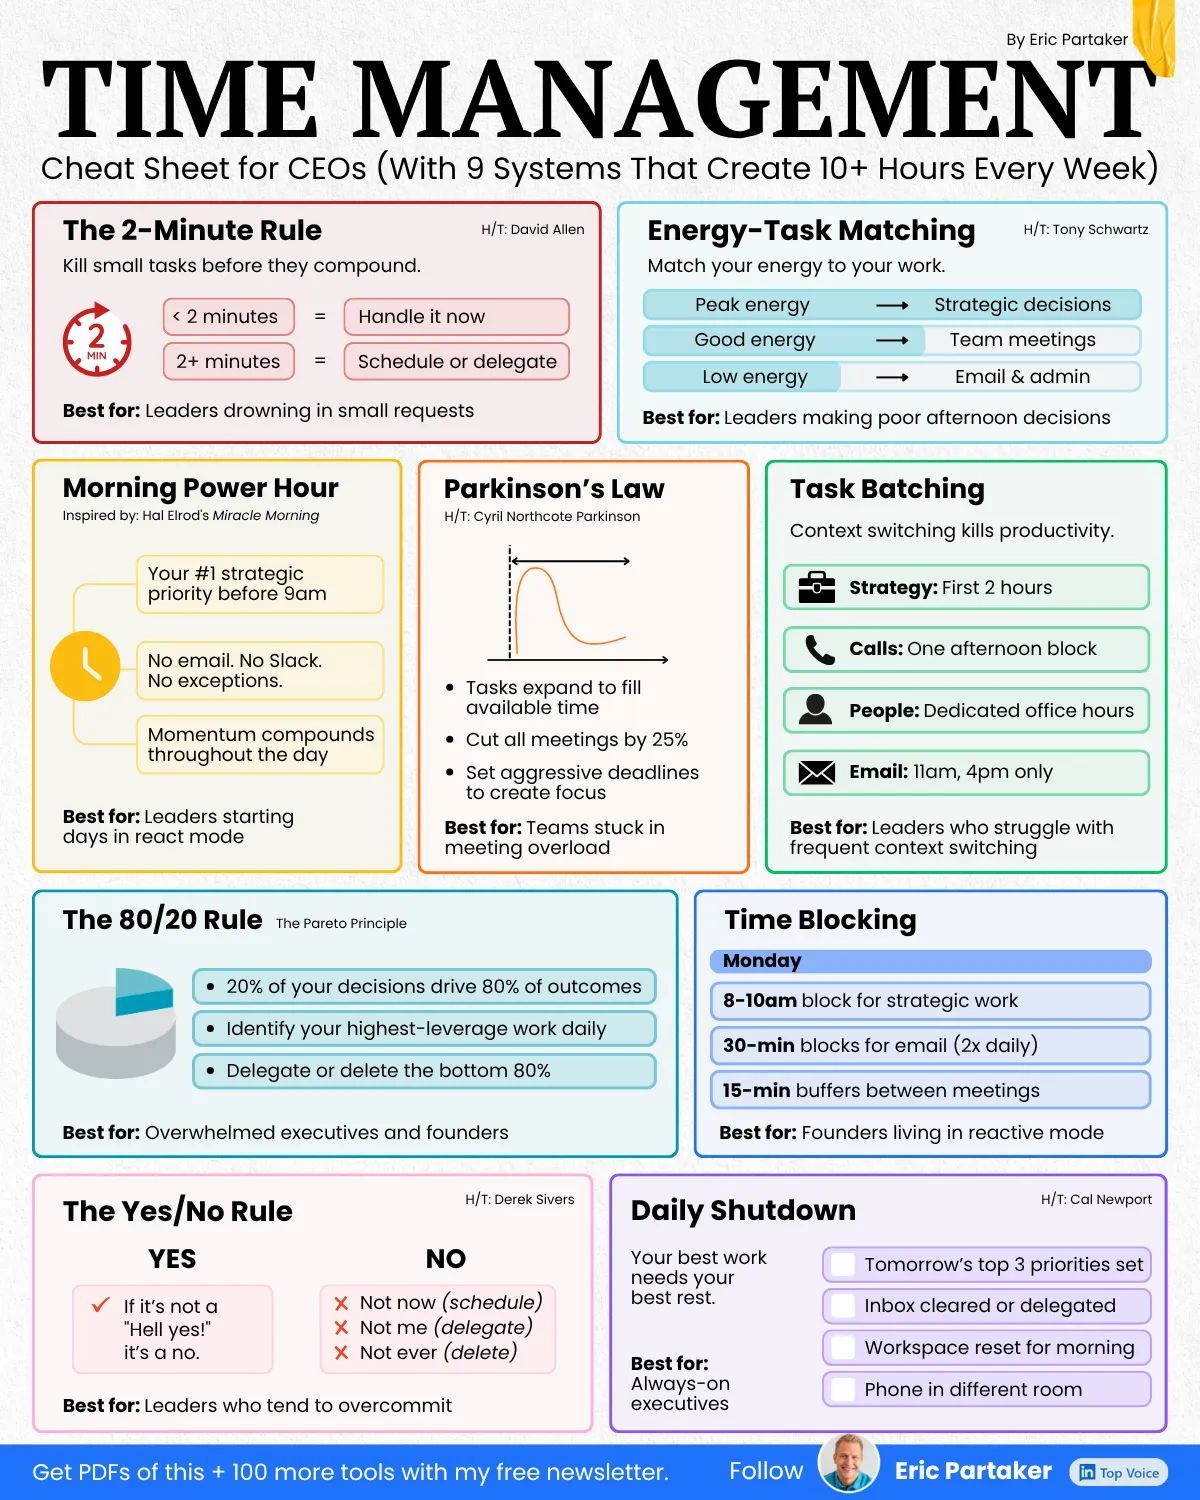 By Eric Partaker
TIME MANAGEMENT
Cheat Sheet for CEOs (With 9 Systems That Create 10+ Hours Every Week)
The 2-Minute Rule
H/T: David Allen
Kill small tasks before they compound.
2
MIN
< 2 minutes = Handle it now
2+ minutes = Schedule or delegate
Best for: Leaders drowning in small requests
Energy-Task Matching
H/T: Tony Schwartz
Match your energy to your work.
Peak energy → Strategic decisions
Good energy → Team meetings
Low energy → Email & admin
Best for: Leaders making poor afternoon decisions
Morning Power Hour
Inspired by: Hal Elrod's Miracle Morning
Your #1 strategic
priority before 9am
No email. No Slack.
No exceptions.
Momentum compounds
throughout the day
Best for: Leaders starting
days in react mode
Parkinson's Law
H/T: Cyril Northcote Parkinson
• Tasks expand to fill
available time
• Cut all meetings by 25%
• Set aggressive deadlines
to create focus
Best for: Teams stuck in
meeting overload
Task Batching
Context switching kills productivity.
Strategy: First 2 hours
Calls: One afternoon block
People: Dedicated office hours
Email: 11am, 4pm only
Best for: Leaders who struggle with
frequent context switching
The 80/20 Rule
The Pareto Principle
• 20% of your decisions drive 80% of outcomes
• Identify your highest-leverage work daily
• Delegate or delete the bottom 80%
Best for: Overwhelmed executives and founders
Time Blocking
Monday
8-10am block for strategic work
30-min blocks for email (2x daily)
15-min buffers between meetings
Best for: Founders living in reactive mode
The Yes/No Rule
H/T: Derek Sivers
YES
If it's not a
"Hell yes!"
it's a no.
NO
Not now (schedule)
Not me (delegate)
Not ever (delete)
Best for: Leaders who tend to overcommit
Daily Shutdown
H/T: Cal Newport
Your best work
needs your
best rest.
Best for:
Always-on
executives
Tomorrow's top 3 priorities set
Inbox cleared or delegated
Workspace reset for morning
Phone in different room
Get PDFs of this + 100 more tools with my free newsletter.
Follow Eric Partaker
in Top Voice